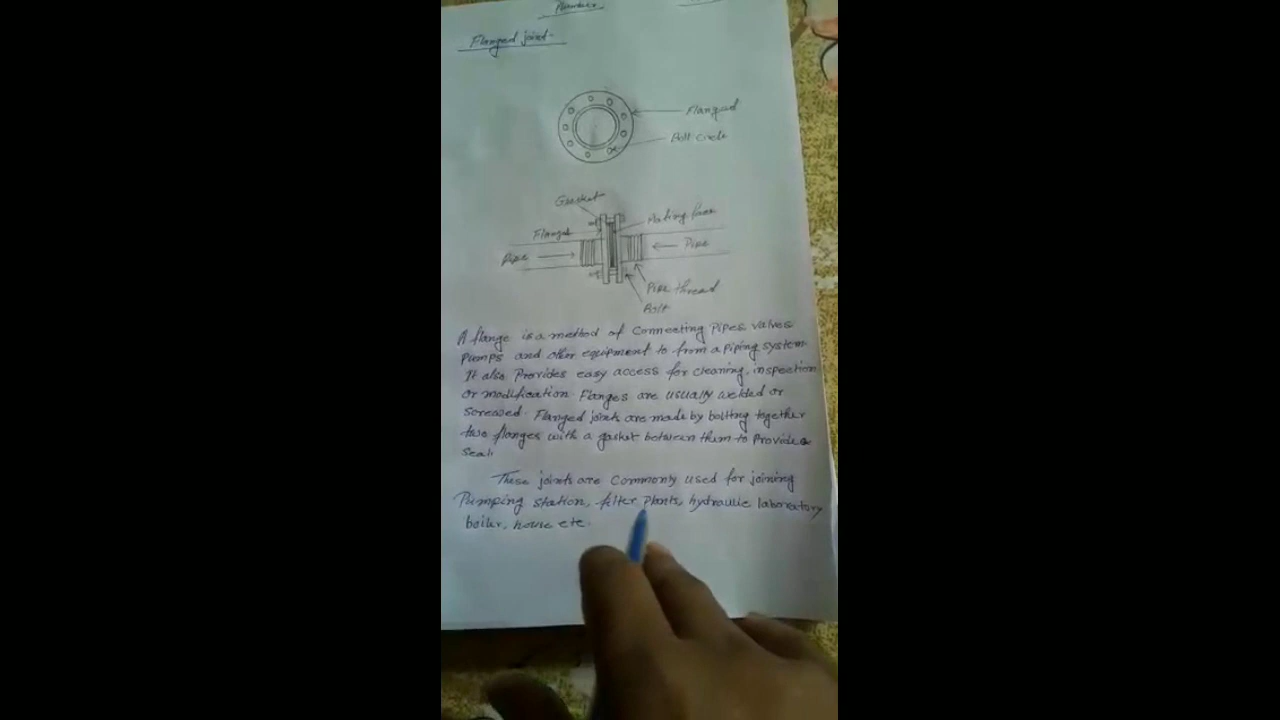 Flanged joint-
Flanged
Bolt circle
Gasket
Mating face
Flanged
Pipe
Pipe
Pipe thread
Bolt
A flange is a method of connecting pipes valves
pumps and other equipment to from a piping system.
It also provides easy access for cleaning, inspection
or modification. Flanges are usually welded or
screwed. Flanged joints are made by bolting together
two flanges with a gasket between them to provide a
seal.
These joints are commonly used for joining
Pumping station, filter plants, hydraulic laboratory
boiler, house etc.